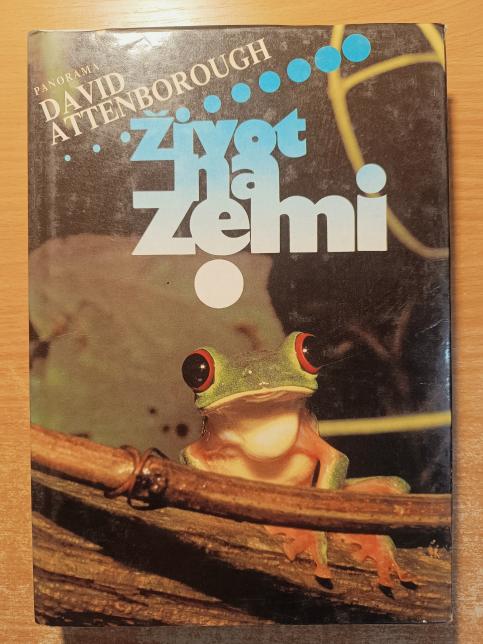 PANORAMA
DAVID
ATTENBOROUGH
život
na
zemi